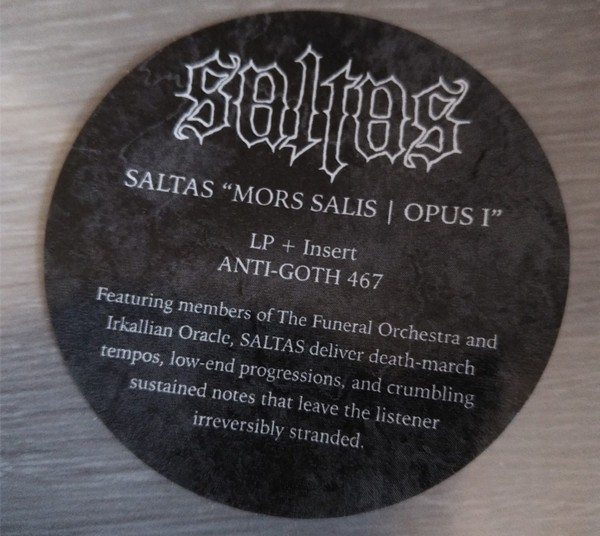 saltas
SALTAS “MORS SALIS | OPUS I”
LP + Insert
ANTI-GOTH 467
Featuring members of The Funeral Orchestra and
Irkallian Oracle, SALTAS deliver death-march
tempos, low-end progressions, and crumbling
sustained notes that leave the listener
irreversibly stranded.